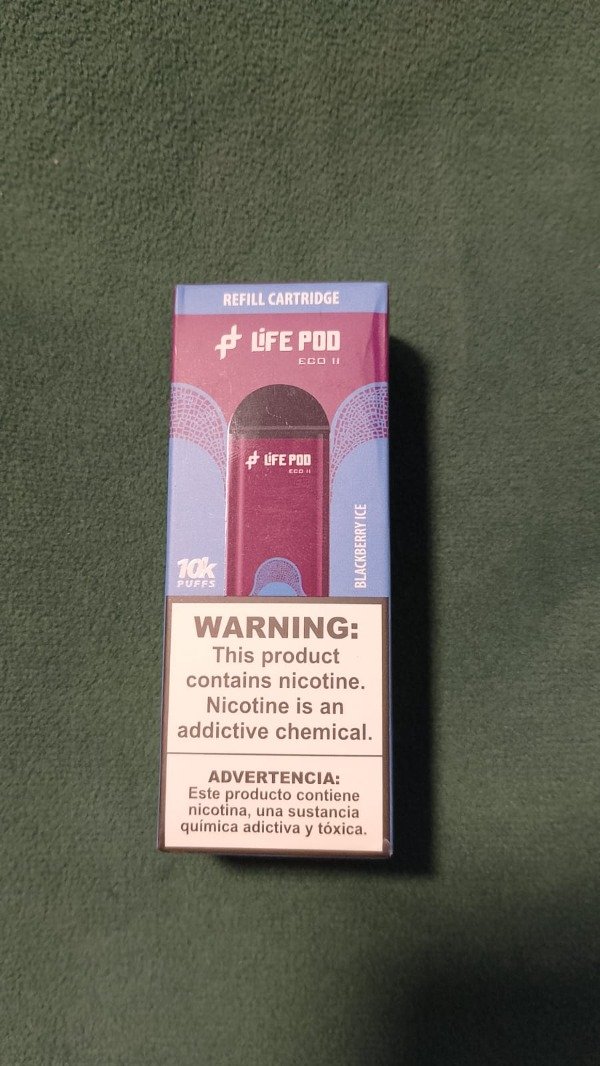 REFILL CARTRIDGE
LiFE POD
ECO II
LiFE POD
ECO II
10k
PUFFS
BLACKBERRY ICE
WARNING:
This product
contains nicotine.
Nicotine is an
addictive chemical.
ADVERTENCIA:
Este producto contiene
nicotina, una sustancia
química adictiva y tóxica.